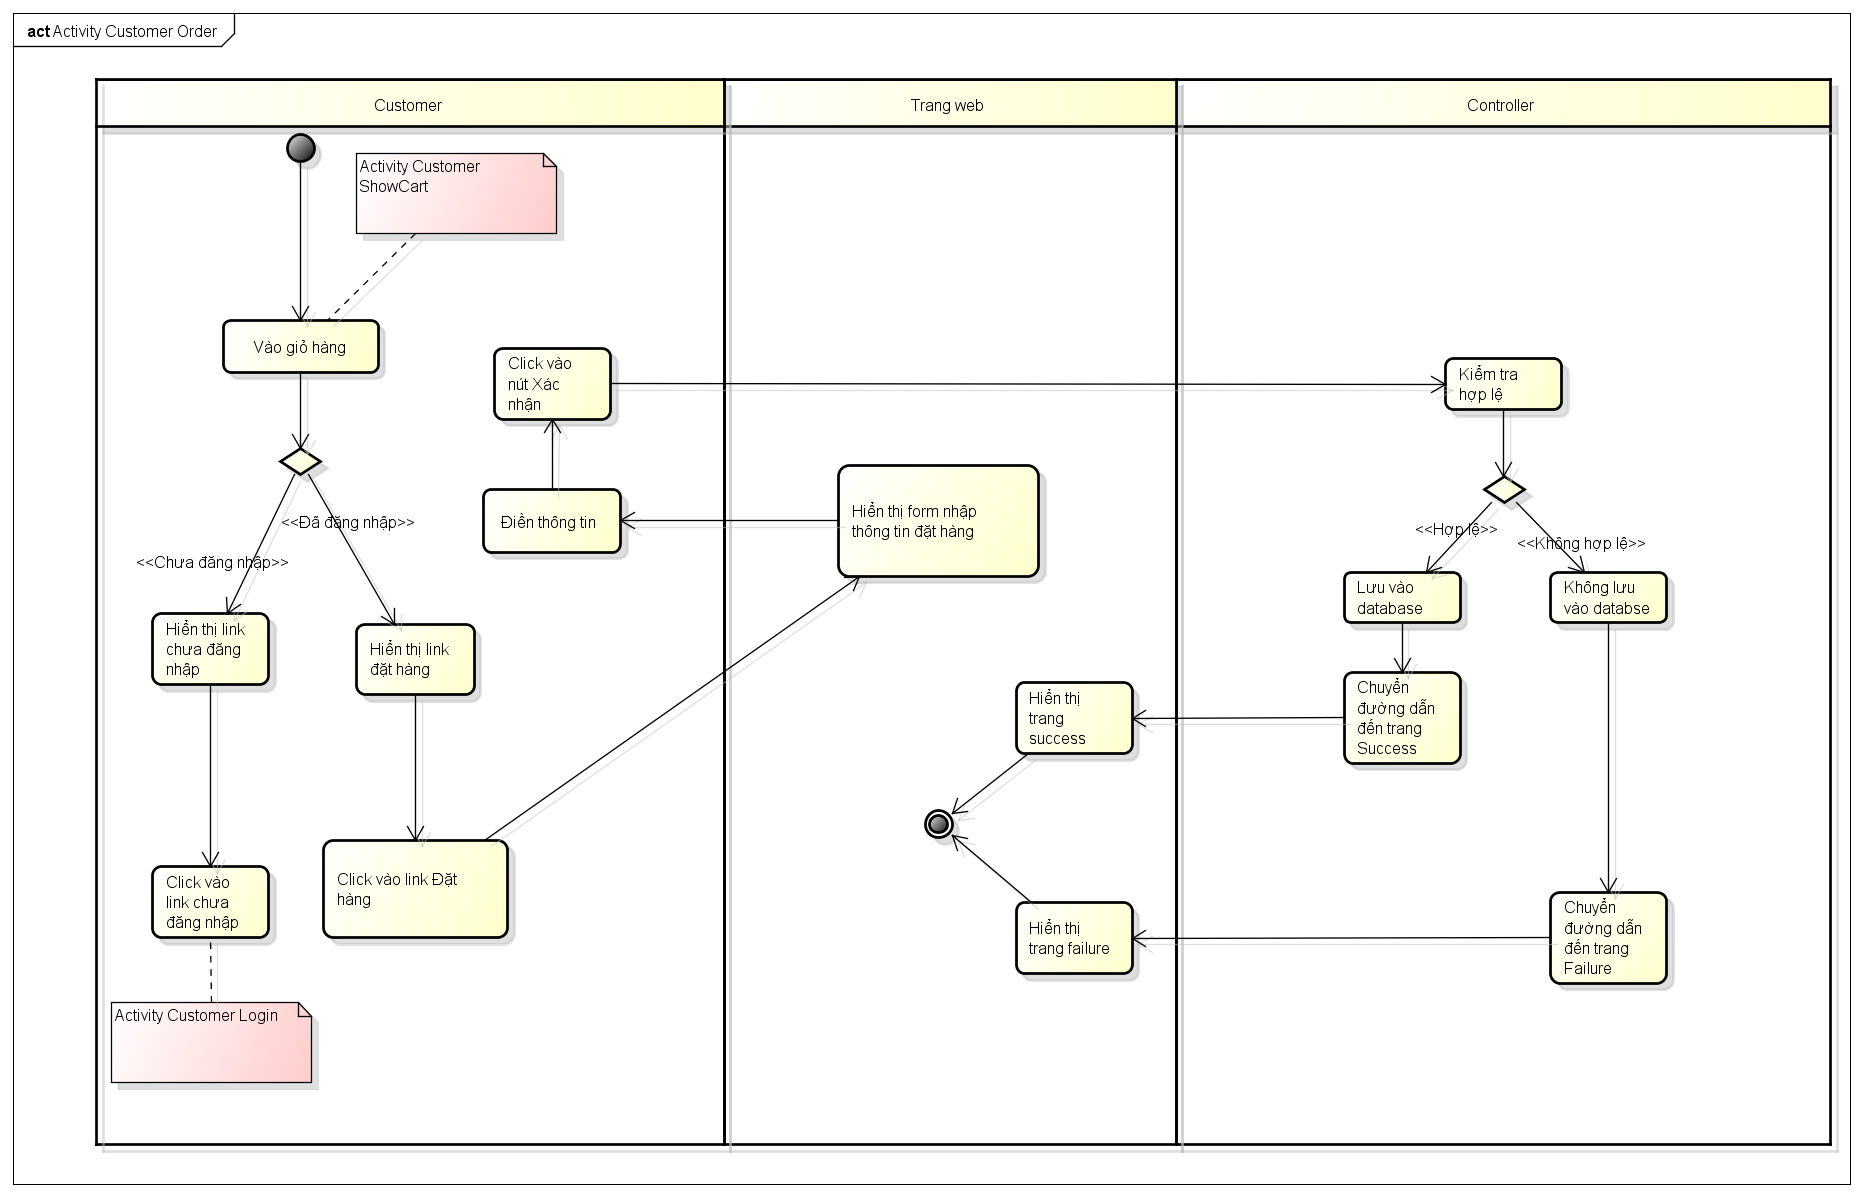 act Activity Customer Order
Customer
Trang web
Controller
Activity Customer
ShowCart
Vào giỏ hàng
Click vào
nút Xác
nhận
Kiểm tra
hợp lệ
<<Đã đăng nhập>>
<<Chưa đăng nhập>>
Điền thông tin
Hiển thị form nhập
thông tin đặt hàng
<<Hợp lệ>>
<<Không hợp lệ>>
Lưu vào
database
Không lưu
vào databse
Hiển thị link
chưa đăng
nhập
Hiển thị link
đặt hàng
Hiển thị
trang
success
Chuyển
đường dẫn
đến trang
Success
Click vào
link chưa
đăng nhập
Click vào link Đặt
hàng
Hiển thị
trang failure
Chuyển
đường dẫn
đến trang
Failure
Activity Customer Login